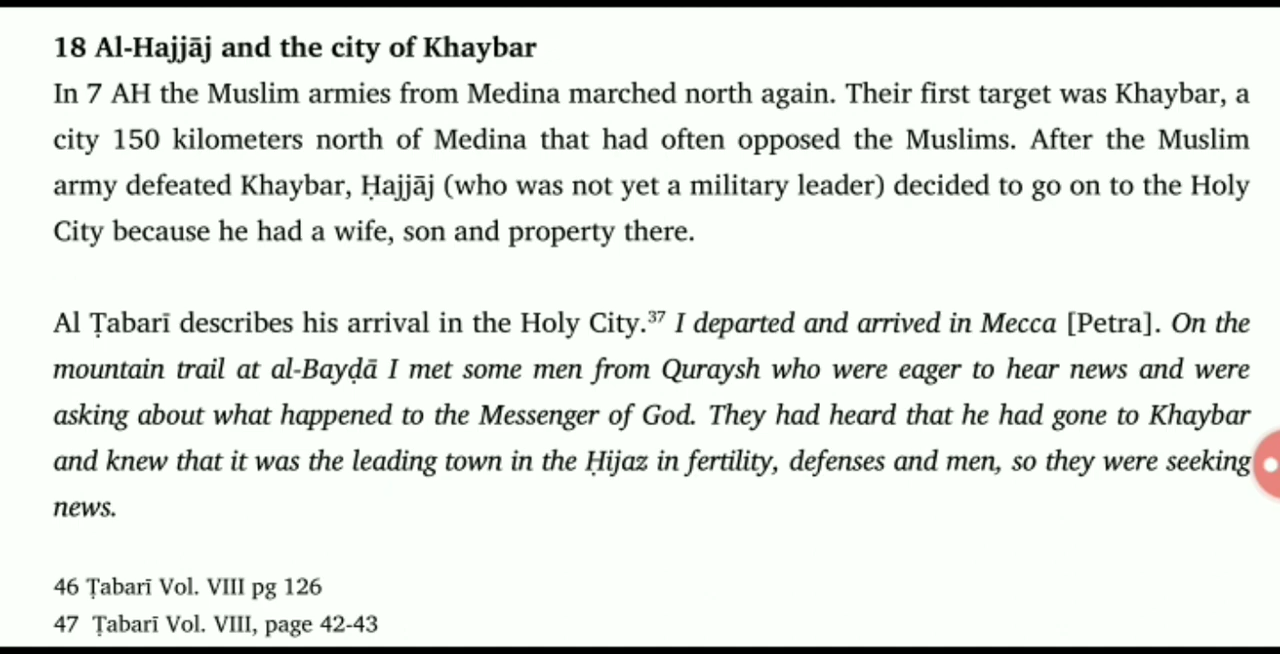 18 Al-Hajjāj and the city of Khaybar
In 7 AH the Muslim armies from Medina marched north again. Their first target was Khaybar, a
city 150 kilometers north of Medina that had often opposed the Muslims. After the Muslim
army defeated Khaybar, Ḥajjāj (who was not yet a military leader) decided to go on to the Holy
City because he had a wife, son and property there.
Al Ṭabarī describes his arrival in the Holy City.³⁷ I departed and arrived in Mecca [Petra]. On the
mountain trail at al-Bayḍā I met some men from Quraysh who were eager to hear news and were
asking about what happened to the Messenger of God. They had heard that he had gone to Khaybar
and knew that it was the leading town in the Ḥijaz in fertility, defenses and men, so they were seeking
news.
46 Ṭabarī Vol. VIII pg 126
47 Ṭabarī Vol. VIII, page 42-43